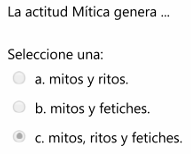 La actitud Mítica genera ...
Seleccione una:
a. mitos y ritos.
b. mitos y fetiches.
c. mitos, ritos y fetiches.